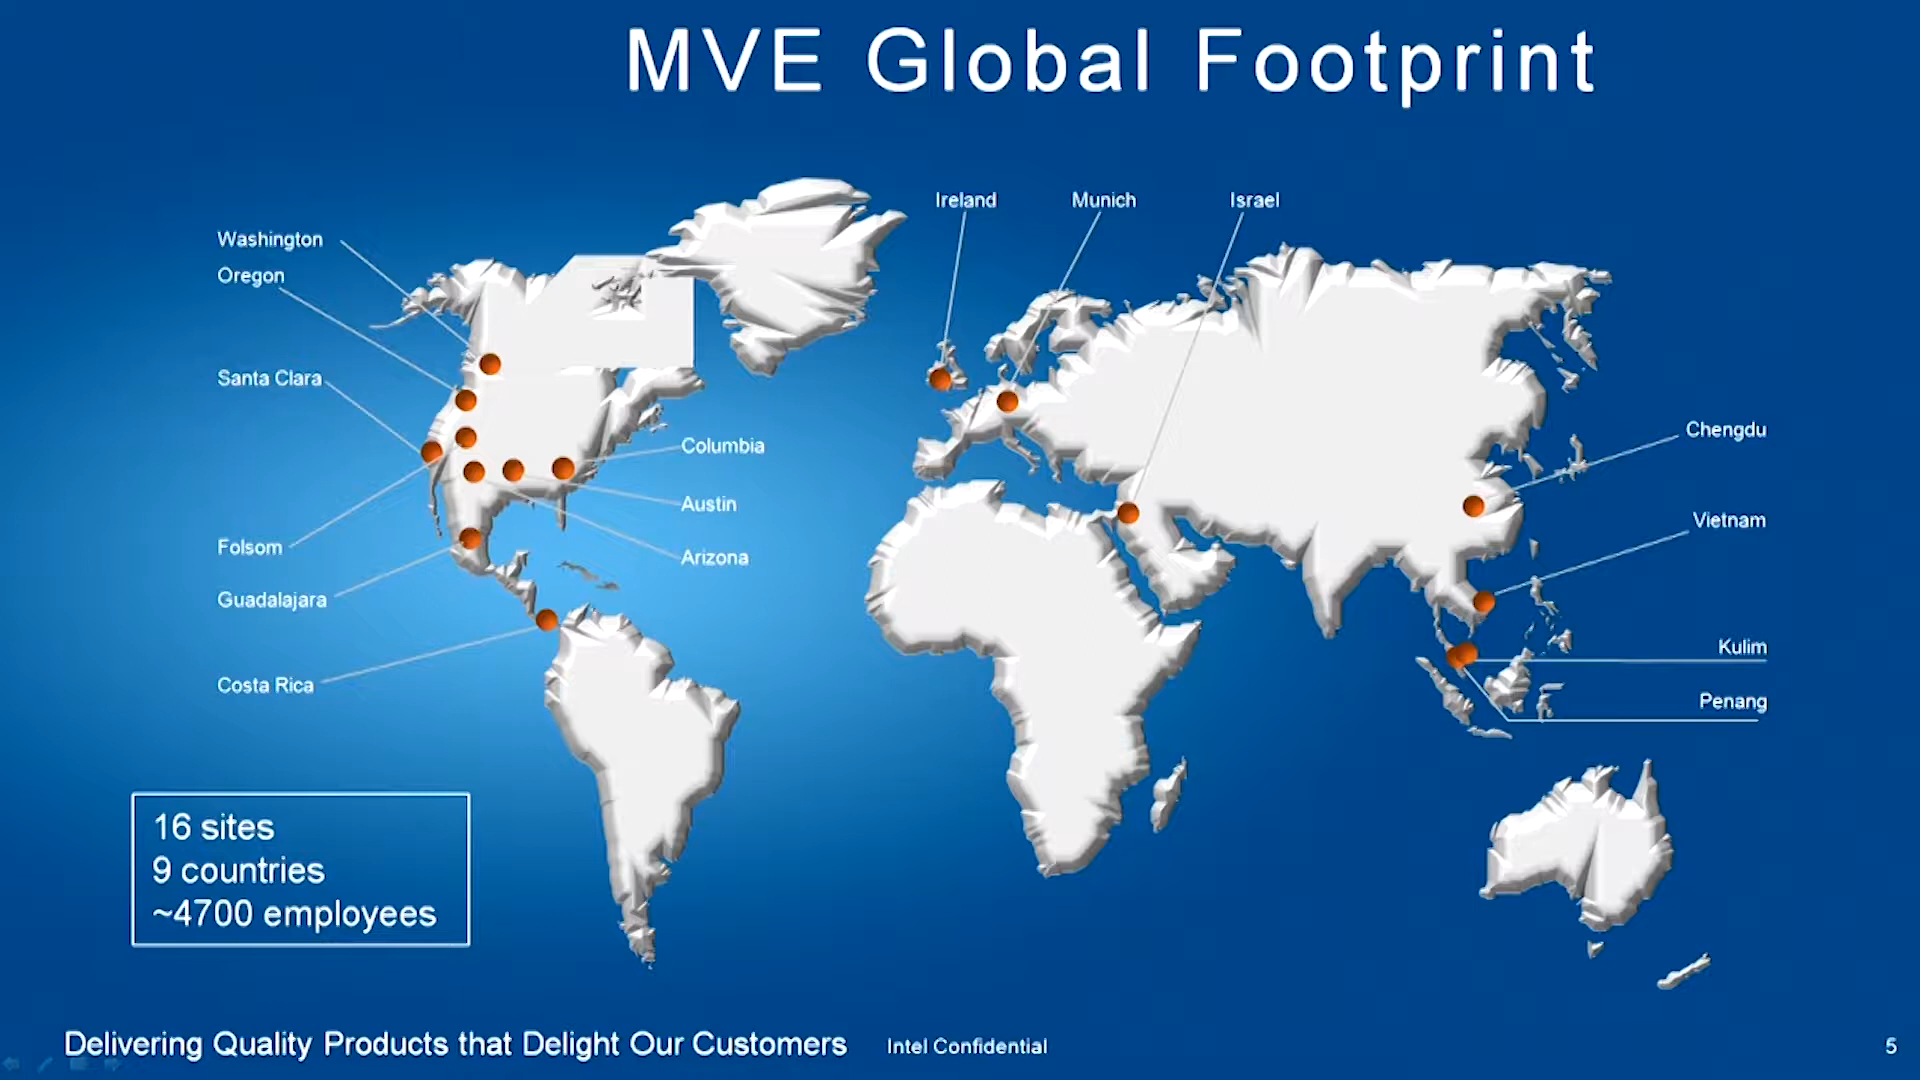 MVE Global Footprint
Ireland
Munich
Israel
Washington
Oregon
Santa Clara
Chengdu
Columbia
Austin
Vietnam
Folsom
Arizona
Guadalajara
Kulim
Costa Rica
Penang
16 sites
9 countries
~4700 employees
Delivering Quality Products that Delight Our Customers
Intel Confidential
5